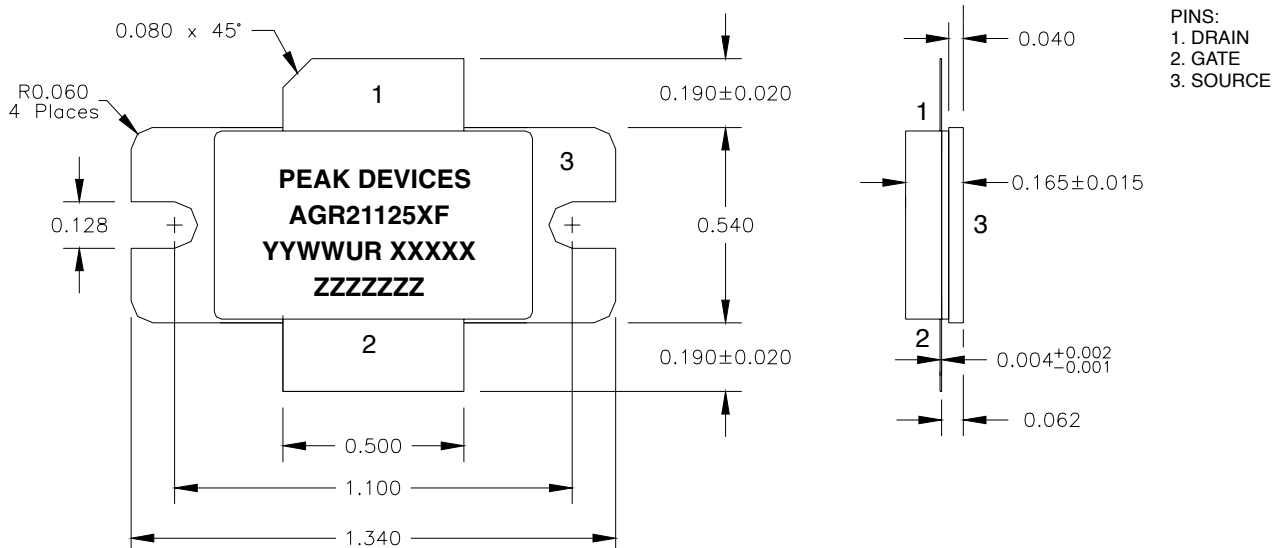 0.080 x 45°
R0.060
4 Places
0.128
1
3
PEAK DEVICES
AGR21125XF
YYWWUR XXXXX
ZZZZZZZ
2
0.190±0.020
0.540
0.190±0.020
0.500
1.100
1.340
0.040
1
0.165±0.015
3
2
0.004+0.002
−0.001
0.062
PINS:
1. DRAIN
2. GATE
3. SOURCE